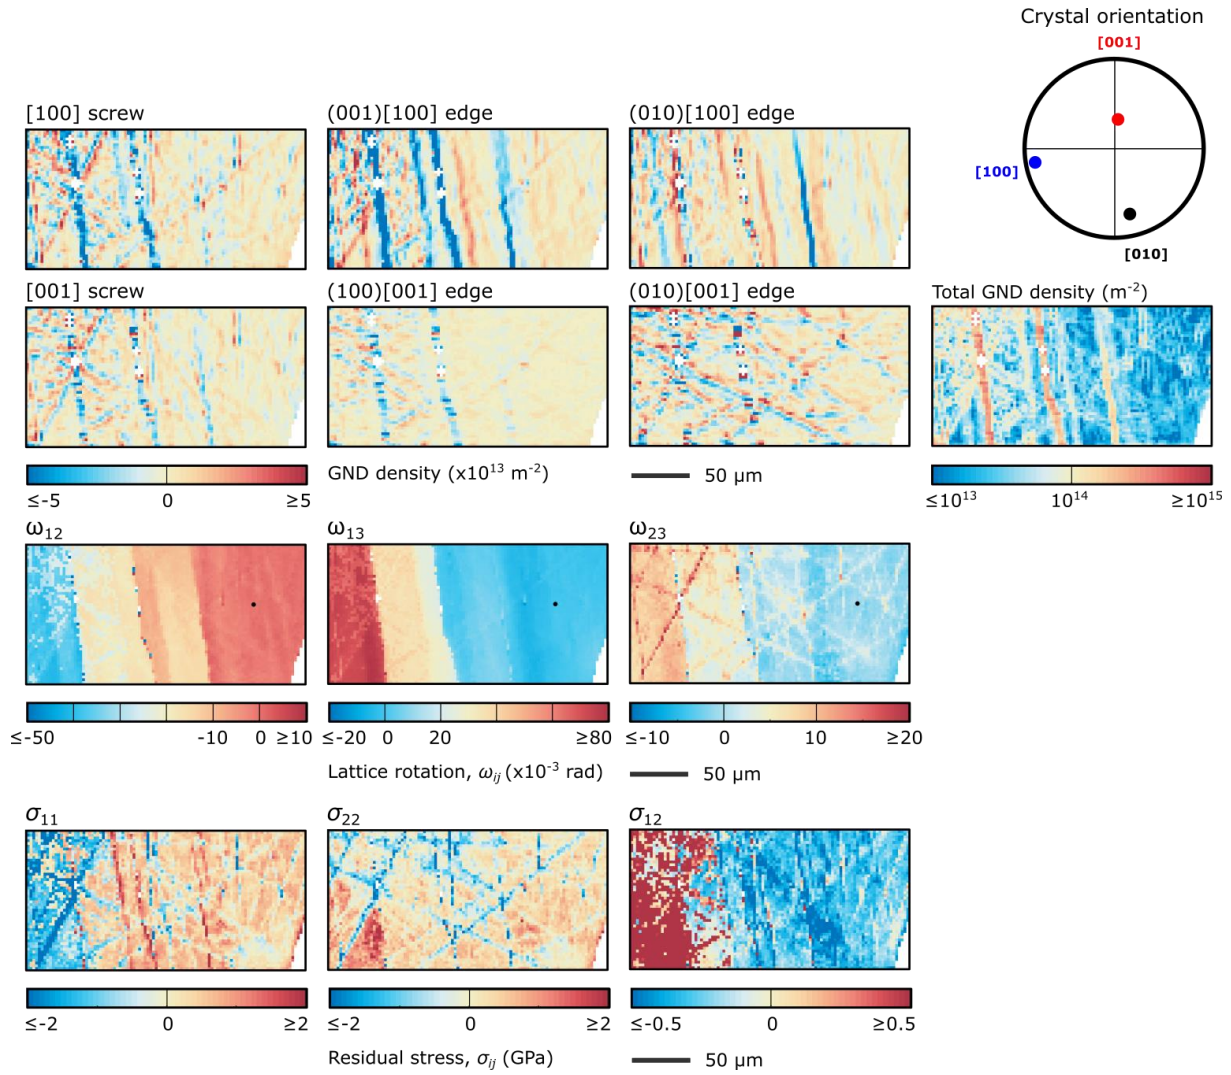 Crystal orientation
[001]
[100]
[010]
[100] screw
(001)[100] edge
(010)[100] edge
[001] screw
(100)[001] edge
(010)[001] edge
Total GND density (m-2)
≤-5 0 ≥5
GND density (x10¹³ m⁻²)
50 µm
≤10¹³ 10¹⁴ ≥10¹⁵
ω₁₂
ω₁₃
ω₂₃
≤-50 -10 0 ≥10
≤-20 0 20 ≥80
≤-10 0 10 ≥20
Lattice rotation, ωij (x10⁻³ rad)
50 µm
σ₁₁
σ₂₂
σ₁₂
≤-2 0 ≥2
≤-2 0 ≥2
≤-0.5 0 ≥0.5
Residual stress, σij (GPa)
50 µm